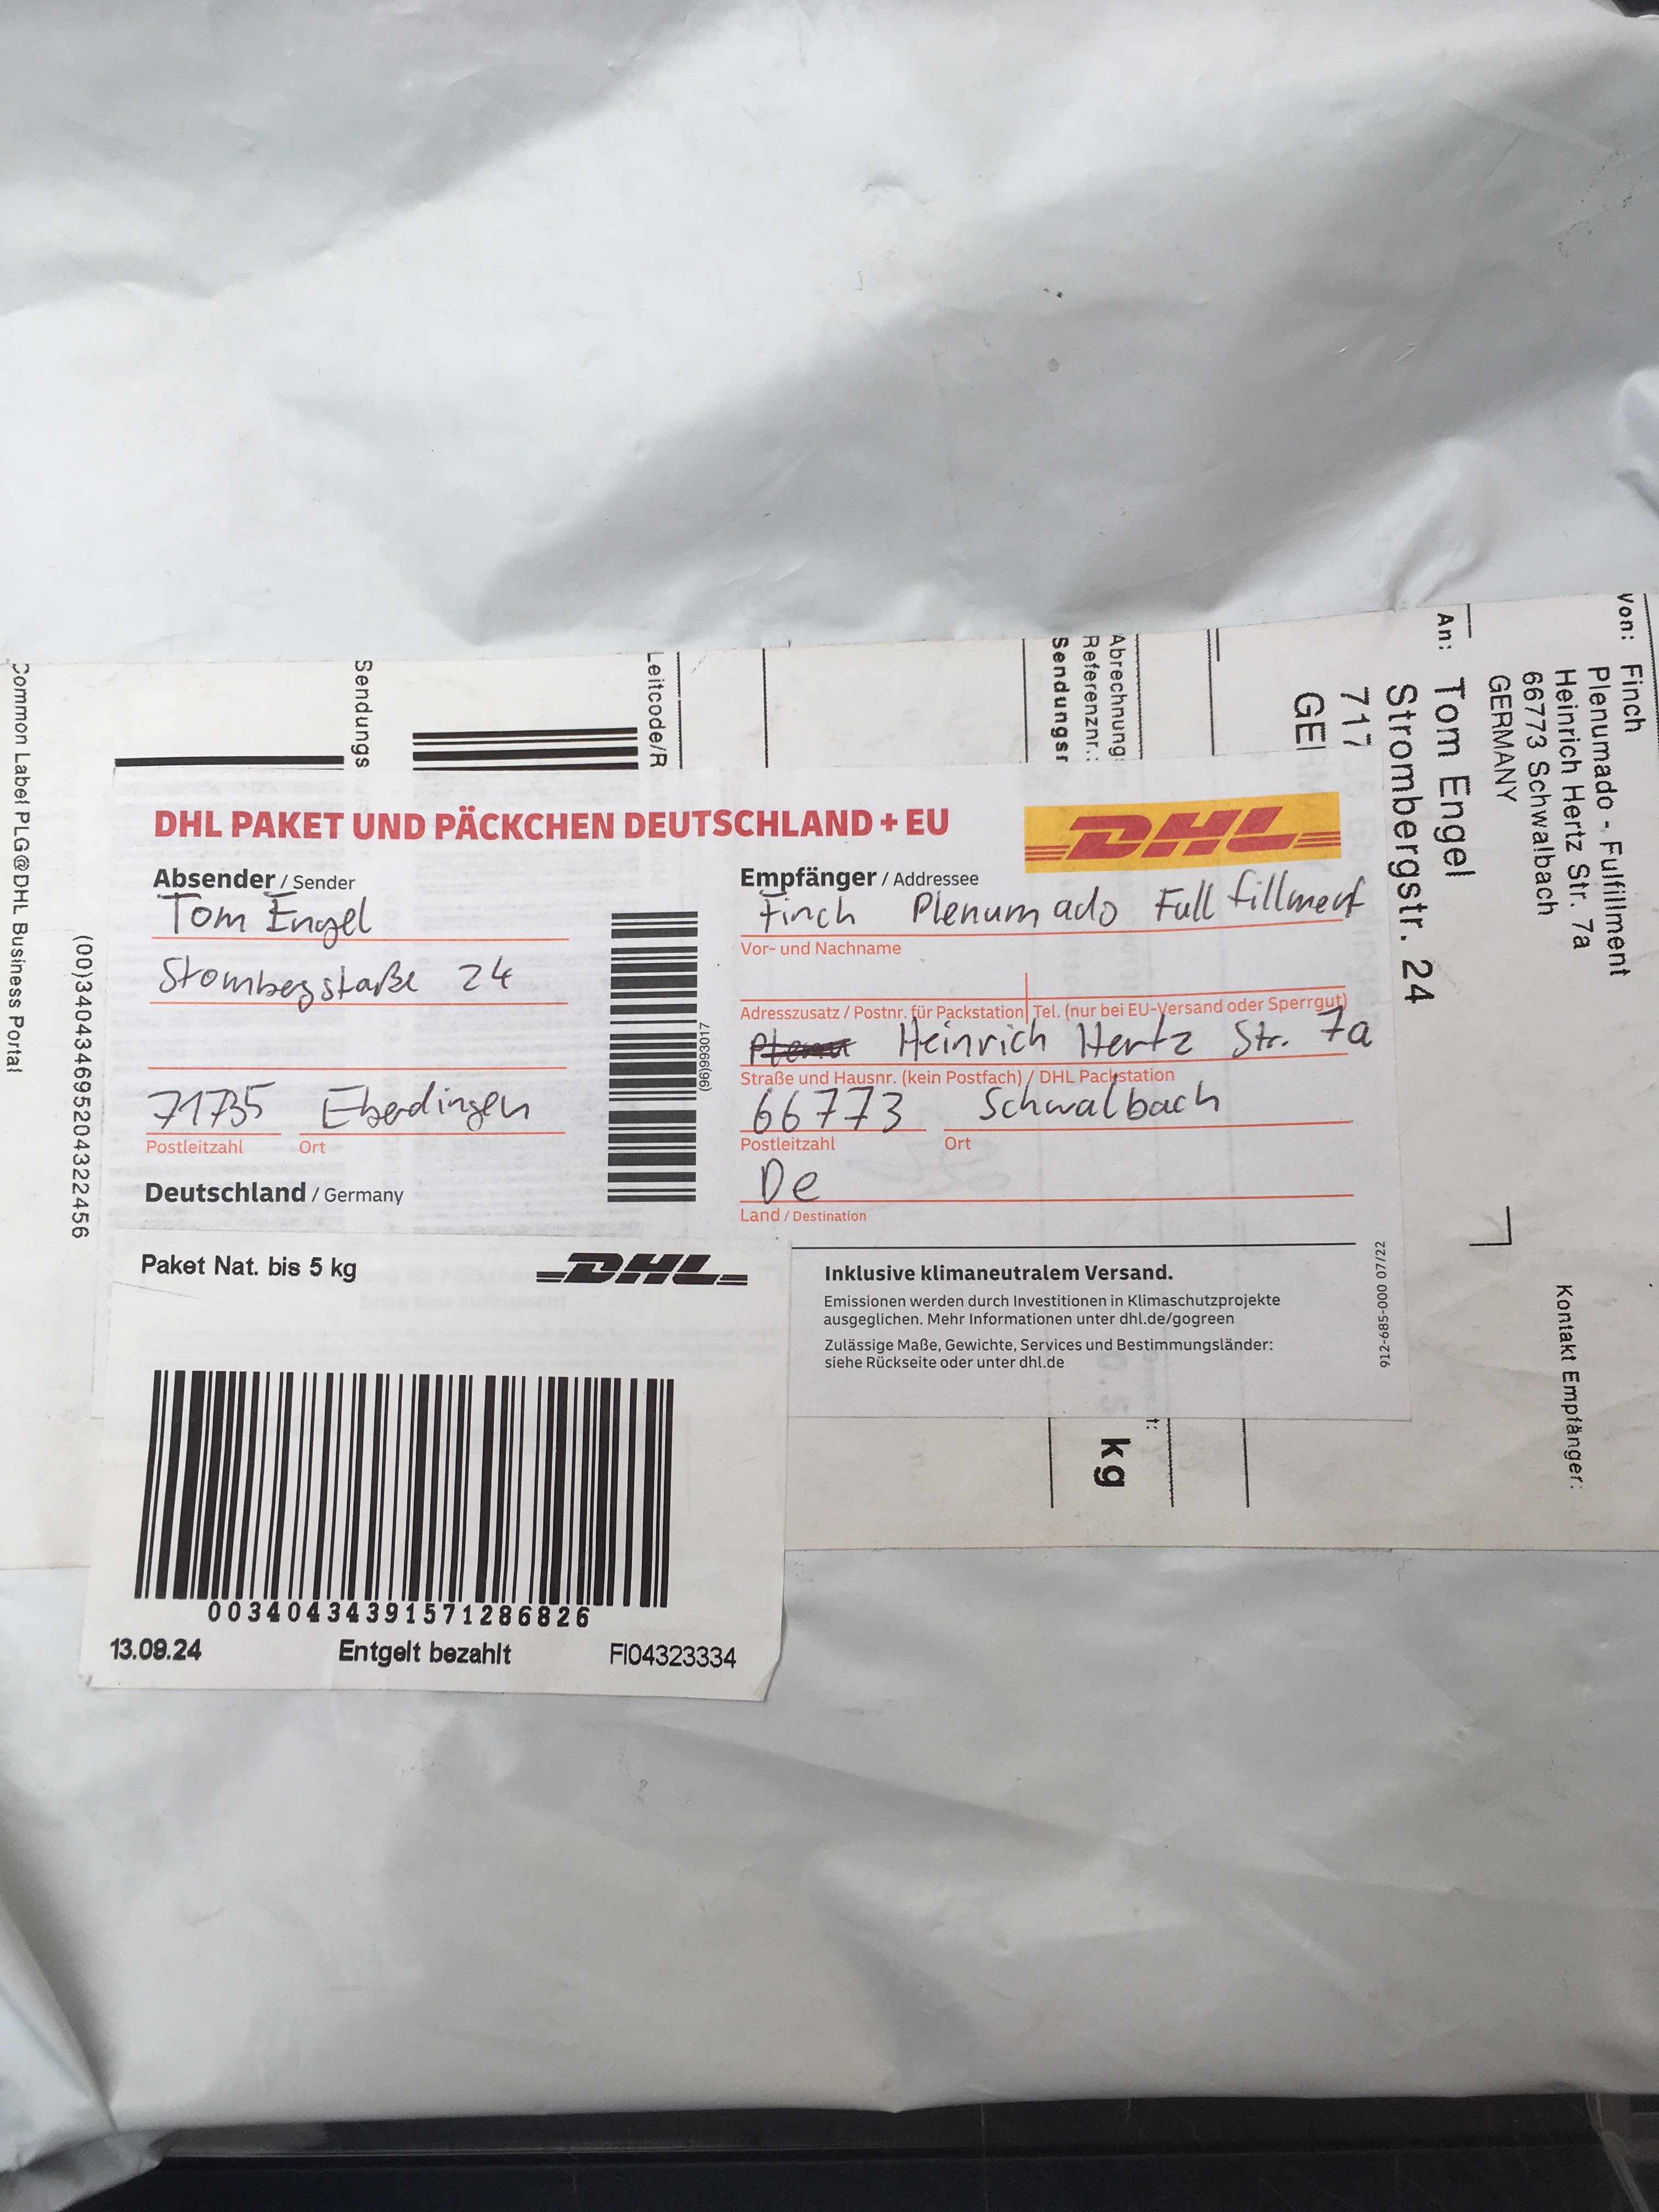 Von: Finch
Plenumado - Fulfillment
Heinrich Hertz Str. 7a
66773 Schwalbach
GERMANY
An: Tom Engel
Strombergstr. 24
717
GE
Kontakt Empfänger:
Abrechnung
Referenznr.:
Sendungsr
Leitcode/R
Sendungs
kg
(00)340434695204322456
Common Label PLG@DHL Business Portal
DHL PAKET UND PÄCKCHEN DEUTSCHLAND + EU
DHL
Absender / Sender
Tom Engel
Stombegstaße 24
71735 Eberdingen
Postleitzahl Ort
Deutschland / Germany
Empfänger / Addressee
Finch Plenumado Fullfillment
Vor- und Nachname
Adresszusatz / Postnr. für Packstation Tel. (nur bei EU-Versand oder Sperrgut)
Heinrich Hertz Str. 7a
Straße und Hausnr. (kein Postfach) / DHL Packstation
66773 Schwalbach
Postleitzahl Ort
De
Land / Destination
Inklusive klimaneutralem Versand.
Emissionen werden durch Investitionen in Klimaschutzprojekte
ausgeglichen. Mehr Informationen unter dhl.de/gogreen
Zulässige Maße, Gewichte, Services und Bestimmungsländer:
siehe Rückseite oder unter dhl.de
912-685-000 07/22
Paket Nat. bis 5 kg
DHL
00340434391571286826
13.09.24 Entgelt bezahlt FI04323334